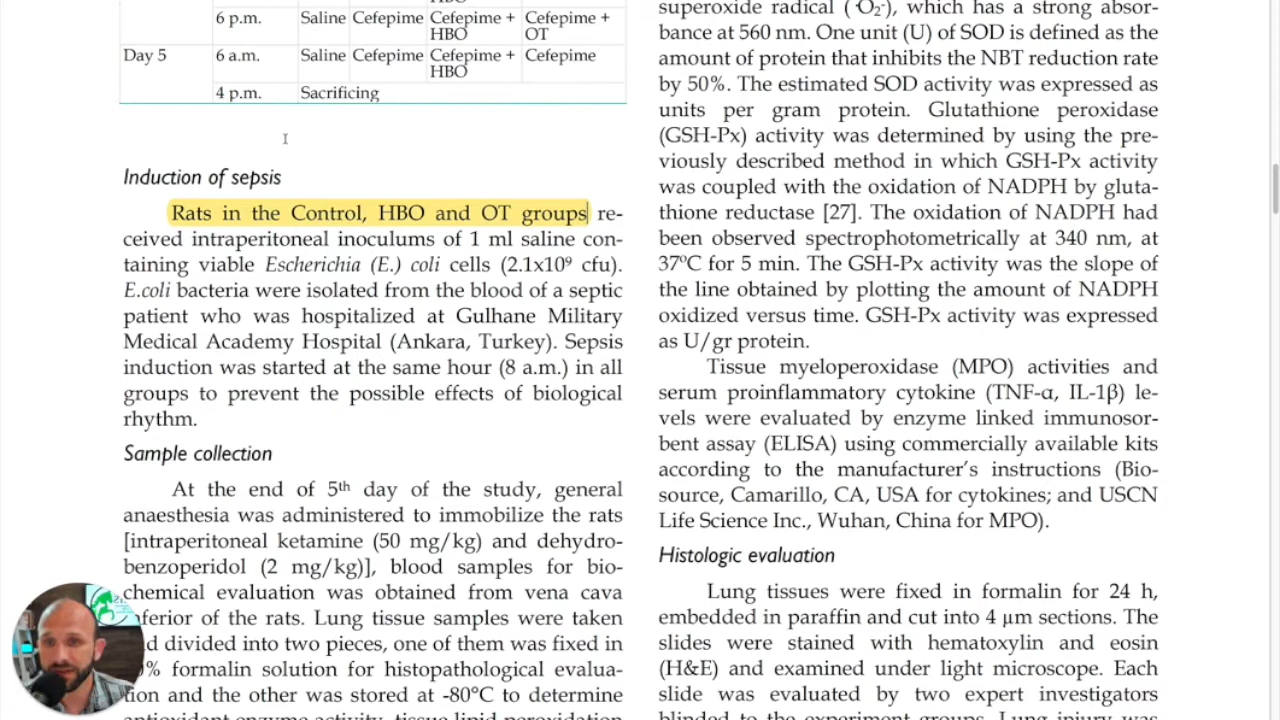 6 p.m. Saline Cefepime Cefepime + Cefepime +
HBO OT
Day 5 6 a.m. Saline Cefepime Cefepime + Cefepime
HBO
4 p.m. Sacrificing
Induction of sepsis
Rats in the Control, HBO and OT groups re-
ceived intraperitoneal inoculums of 1 ml saline con-
taining viable Escherichia (E.) coli cells (2.1x10⁹ cfu).
E.coli bacteria were isolated from the blood of a septic
patient who was hospitalized at Gulhane Military
Medical Academy Hospital (Ankara, Turkey). Sepsis
induction was started at the same hour (8 a.m.) in all
groups to prevent the possible effects of biological
rhythm.
Sample collection
At the end of 5th day of the study, general
anaesthesia was administered to immobilize the rats
[intraperitoneal ketamine (50 mg/kg) and dehydro-
benzoperidol (2 mg/kg)], blood samples for bio-
chemical evaluation was obtained from vena cava
inferior of the rats. Lung tissue samples were taken
divided into two pieces, one of them was fixed in
formalin solution for histopathological evalua-
tion and the other was stored at -80°C to determine
antioxidant enzyme activity, tissue lipid peroxidation
superoxide radical (·O₂⁻), which has a strong absor-
bance at 560 nm. One unit (U) of SOD is defined as the
amount of protein that inhibits the NBT reduction rate
by 50%. The estimated SOD activity was expressed as
units per gram protein. Glutathione peroxidase
(GSH-Px) activity was determined by using the pre-
viously described method in which GSH-Px activity
was coupled with the oxidation of NADPH by gluta-
thione reductase [27]. The oxidation of NADPH had
been observed spectrophotometrically at 340 nm, at
37ºC for 5 min. The GSH-Px activity was the slope of
the line obtained by plotting the amount of NADPH
oxidized versus time. GSH-Px activity was expressed
as U/gr protein.
Tissue myeloperoxidase (MPO) activities and
serum proinflammatory cytokine (TNF-α, IL-1β) le-
vels were evaluated by enzyme linked immunosor-
bent assay (ELISA) using commercially available kits
according to the manufacturer's instructions (Bio-
source, Camarillo, CA, USA for cytokines; and USCN
Life Science Inc., Wuhan, China for MPO).
Histologic evaluation
Lung tissues were fixed in formalin for 24 h,
embedded in paraffin and cut into 4 µm sections. The
slides were stained with hematoxylin and eosin
(H&E) and examined under light microscope. Each
slide was evaluated by two expert investigators
blinded to the experiment groups. Lung injury was